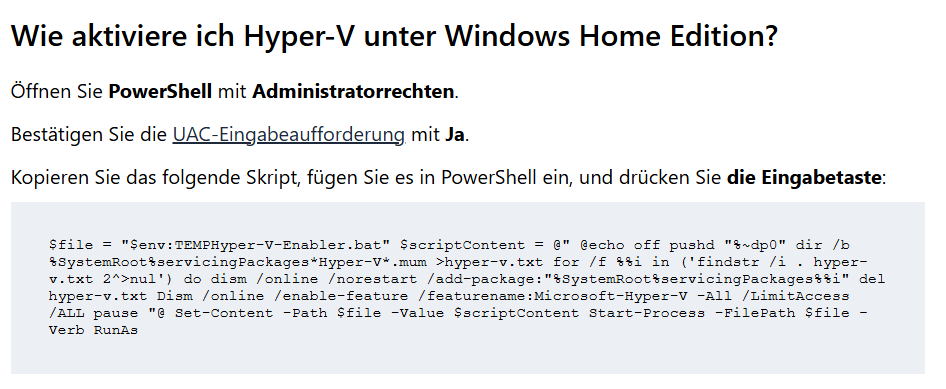 Wie aktiviere ich Hyper-V unter Windows Home Edition?
Öffnen Sie PowerShell mit Administratorrechten.
Bestätigen Sie die UAC-Eingabeaufforderung mit Ja.
Kopieren Sie das folgende Skript, fügen Sie es in PowerShell ein, und drücken Sie die Eingabetaste:
$file = "$env:TEMPHyper-V-Enabler.bat" $scriptContent = @" @echo off pushd "%~dp0" dir /b
%SystemRoot%servicingPackages*Hyper-V*.mum >hyper-v.txt for /f %%i in ('findstr /i . hyper-
v.txt 2^>nul') do dism /online /norestart /add-package:"%SystemRoot%servicingPackages%%i" del
hyper-v.txt Dism /online /enable-feature /featurename:Microsoft-Hyper-V -All /LimitAccess
/ALL pause "@ Set-Content -Path $file -Value $scriptContent Start-Process -FilePath $file -
Verb RunAs